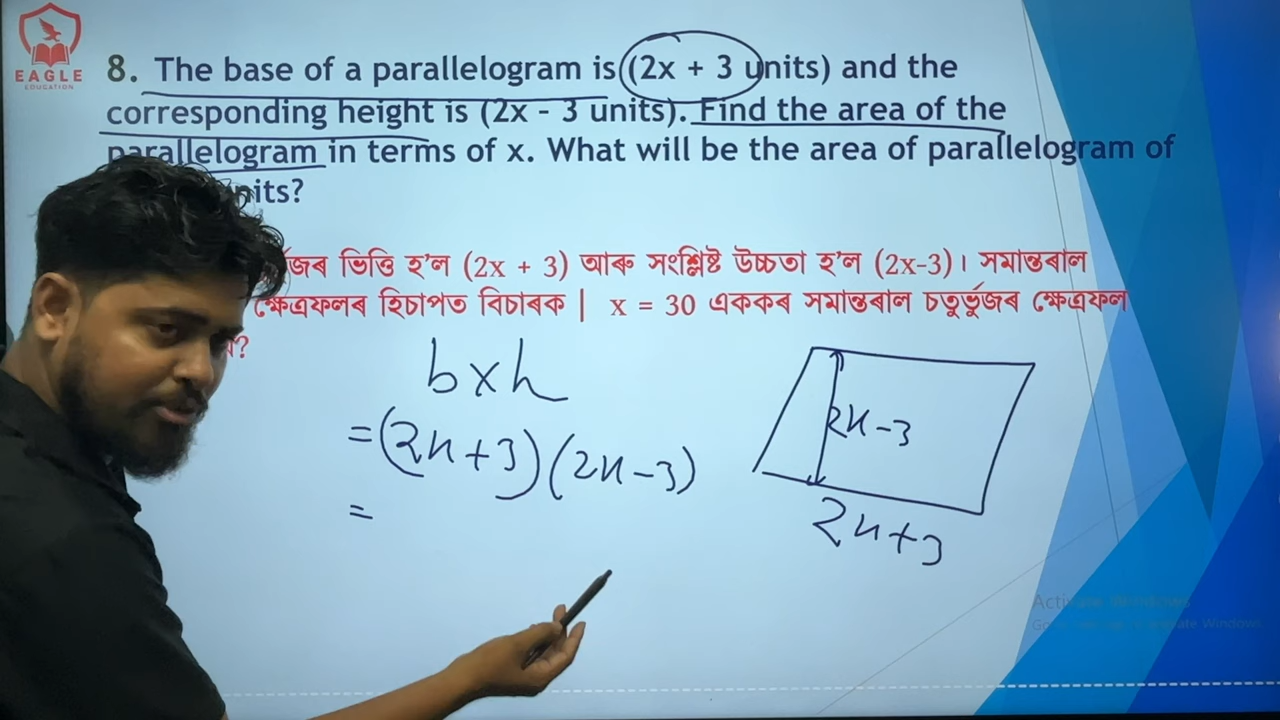 EAGLE
EDUCATION
8. The base of a parallelogram is (2x + 3 units) and the
corresponding height is (2x - 3 units). Find the area of the
parallelogram in terms of x. What will be the area of parallelogram of
nits?
ভিত্তি হ'ল (2x + 3) আৰু সংশ্লিষ্ট উচ্চতা হ'ল (2x-3)। সমান্তৰাল
ক্ষেত্ৰফলৰ হিচাপত বিচাৰক | x = 30 এককৰ সমান্তৰাল চতুৰ্ভুজৰ ক্ষেত্ৰফল
b x h
= (2x+3) (2x-3)
=
2x-3
2x+3
Activate Windows